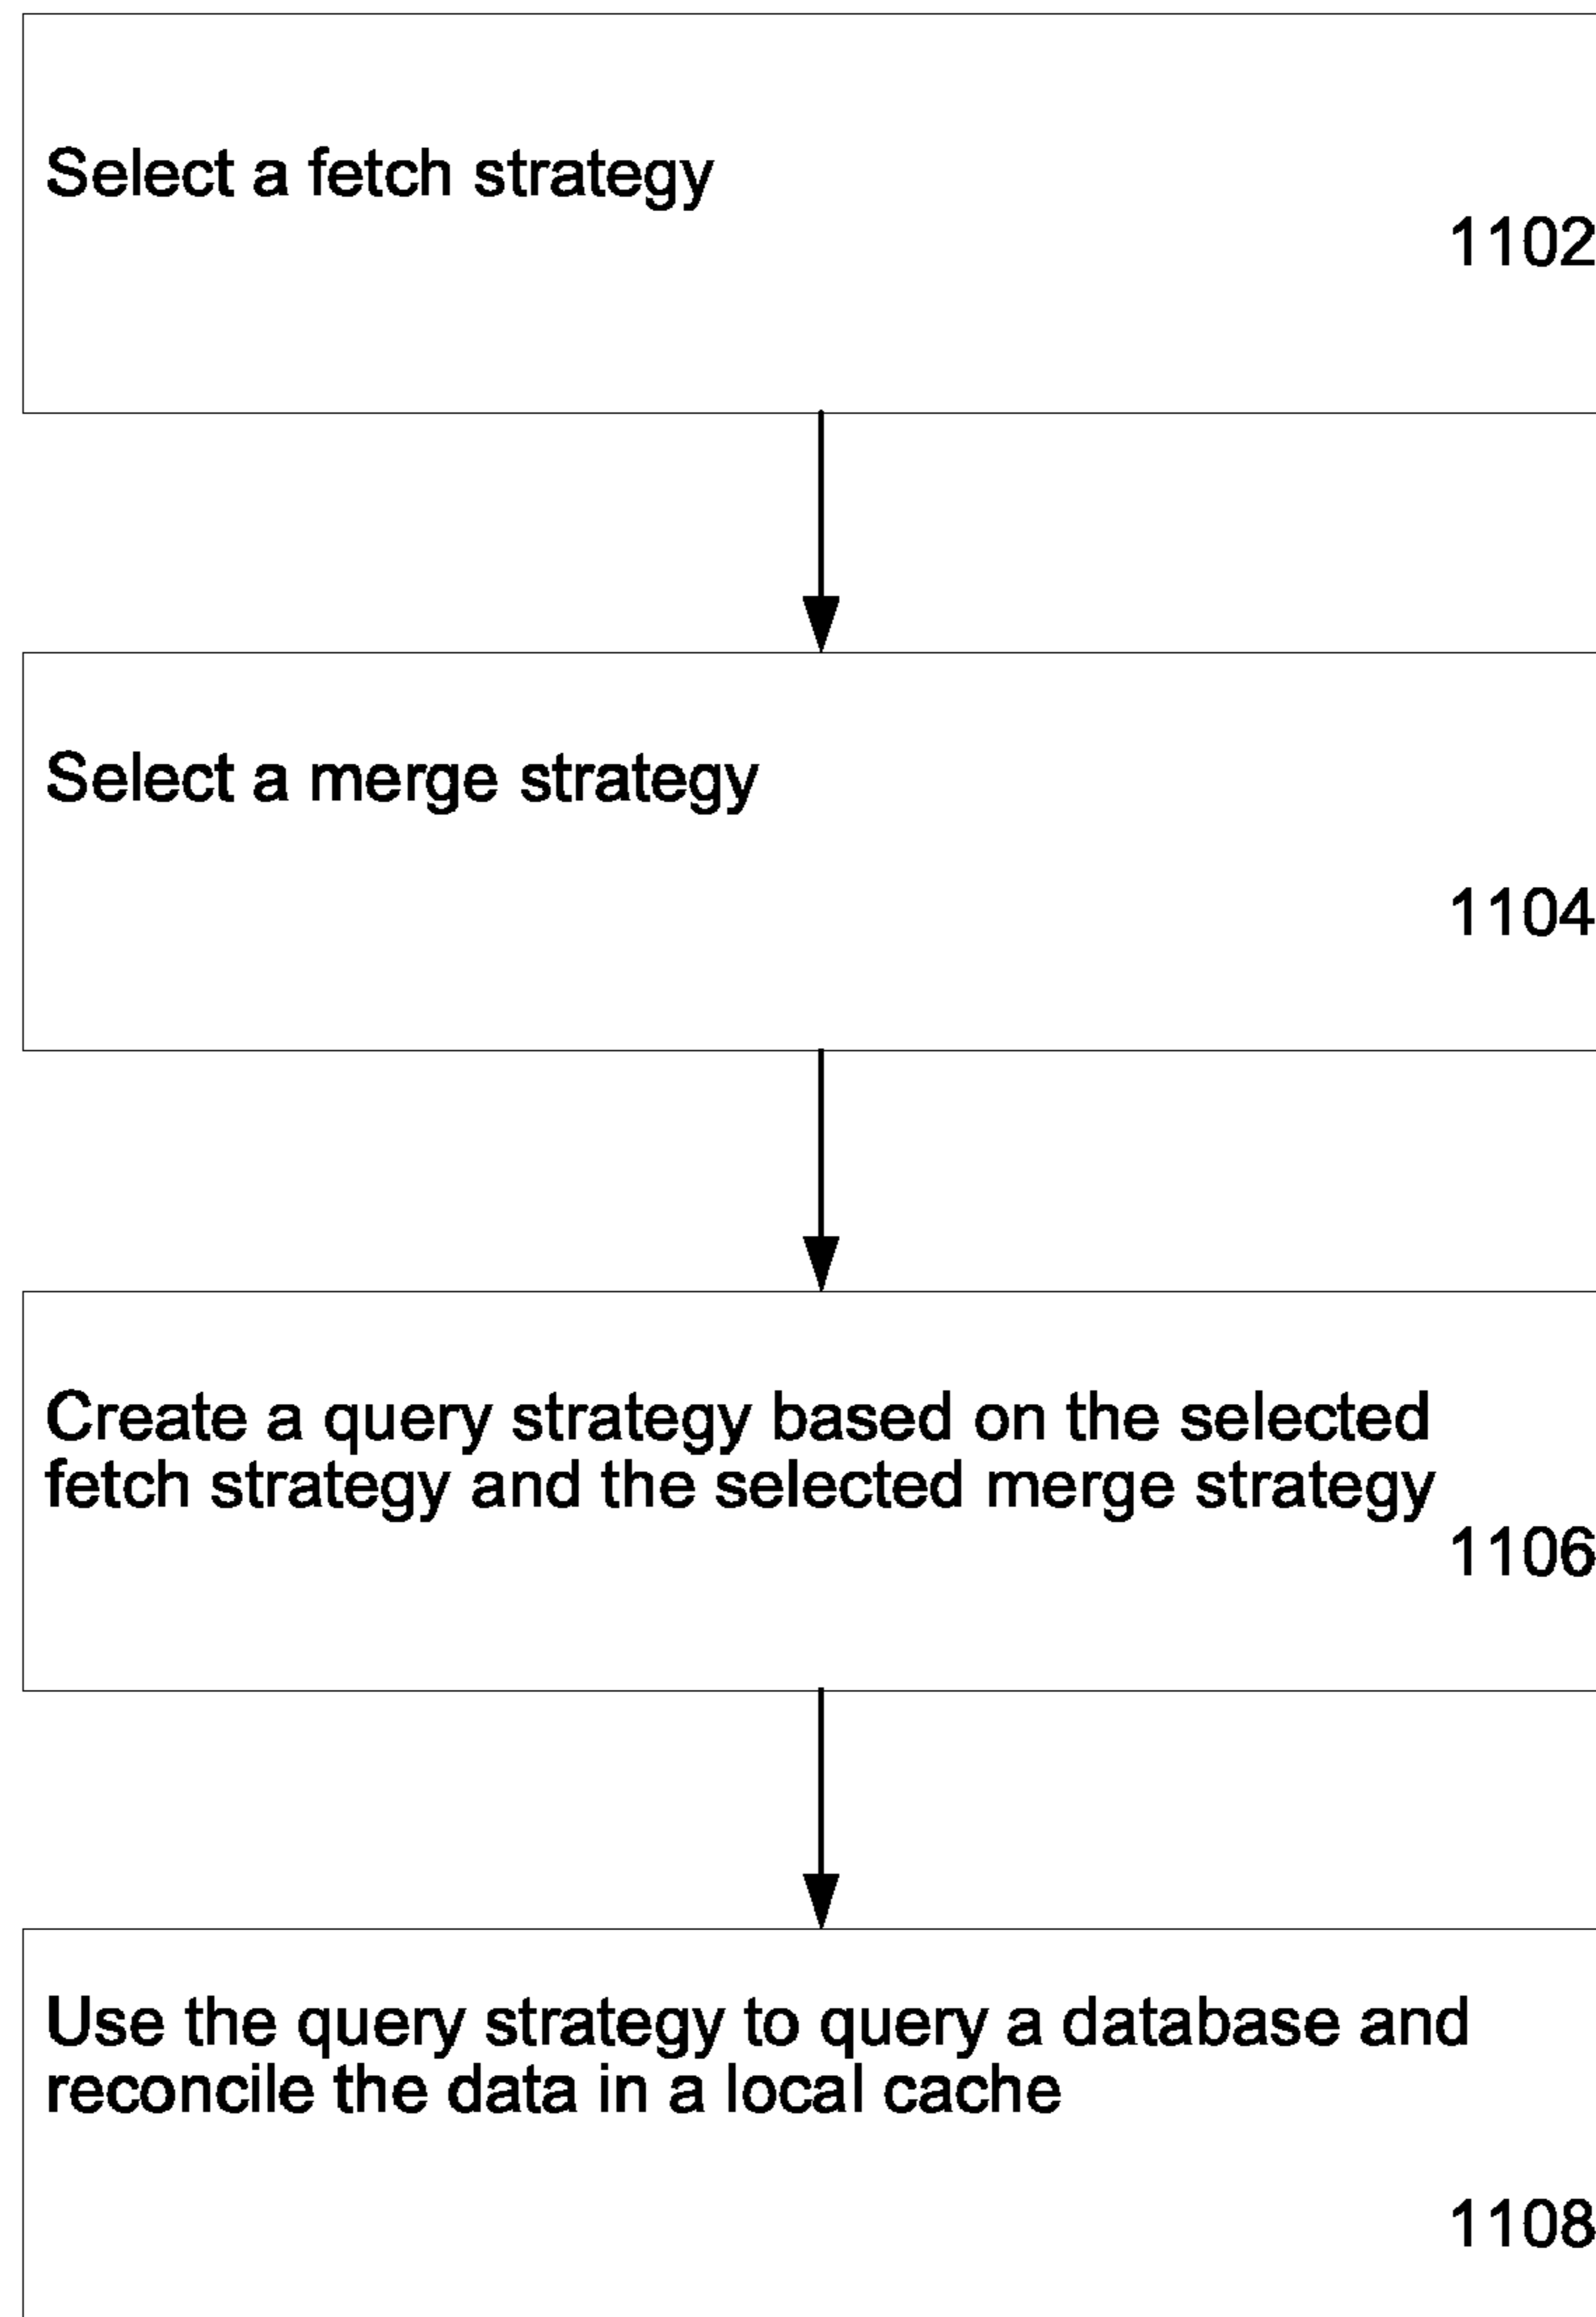 Select a fetch strategy
1102
Select a merge strategy
1104
Create a query strategy based on the selected
fetch strategy and the selected merge strategy
1106
Use the query strategy to query a database and
reconcile the data in a local cache
1108